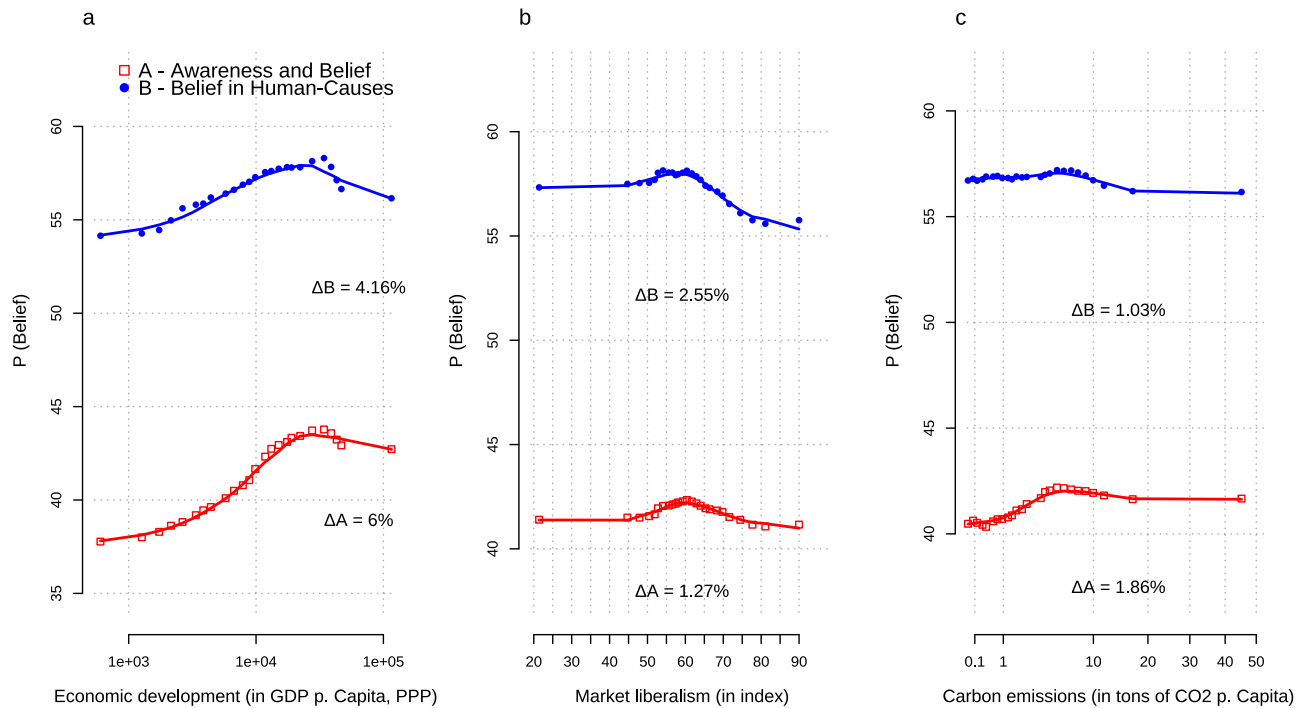 a
A - Awareness and Belief
B - Belief in Human-Causes
P (Belief)
60
55
50
45
40
35
ΔB = 4.16%
ΔA = 6%
1e+03 1e+04 1e+05
Economic development (in GDP p. Capita, PPP)
b
P (Belief)
60
55
50
45
40
ΔB = 2.55%
ΔA = 1.27%
20 30 40 50 60 70 80 90
Market liberalism (in index)
c
P (Belief)
60
55
50
45
40
ΔB = 1.03%
ΔA = 1.86%
0.1 1 10 20 30 40 50
Carbon emissions (in tons of CO2 p. Capita)